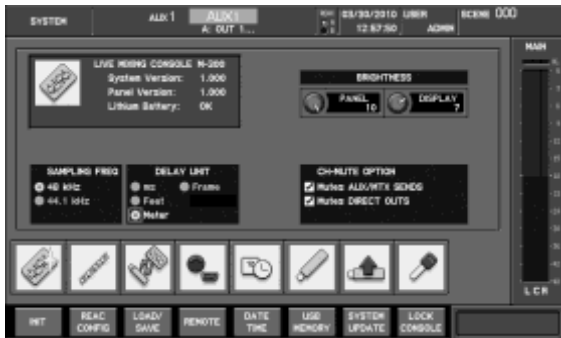 SYSTEM
AUX 1
AUX 1
A: OUT 1...
03/30/2010
12:57:50
USER
ADMIN
SCENE 000
LIVE MIXING CONSOLE M-300
System Version: 1.000
Panel Version: 1.000
Lithium Battery: OK
BRIGHTNESS
PANEL 10
DISPLAY 7
MAIN
SAMPLING FREQ
48 kHz
44.1 kHz
DELAY UNIT
ms
Frame
Feet
Meter
CH-MUTE OPTION
Mutes AUX/MTX SENDS
Mutes DIRECT OUTS
L C R
INIT
REAC CONFIG
LOAD/ SAVE
REMOTE
DATE TIME
USB MEMORY
SYSTEM UPDATE
LOCK CONSOLE